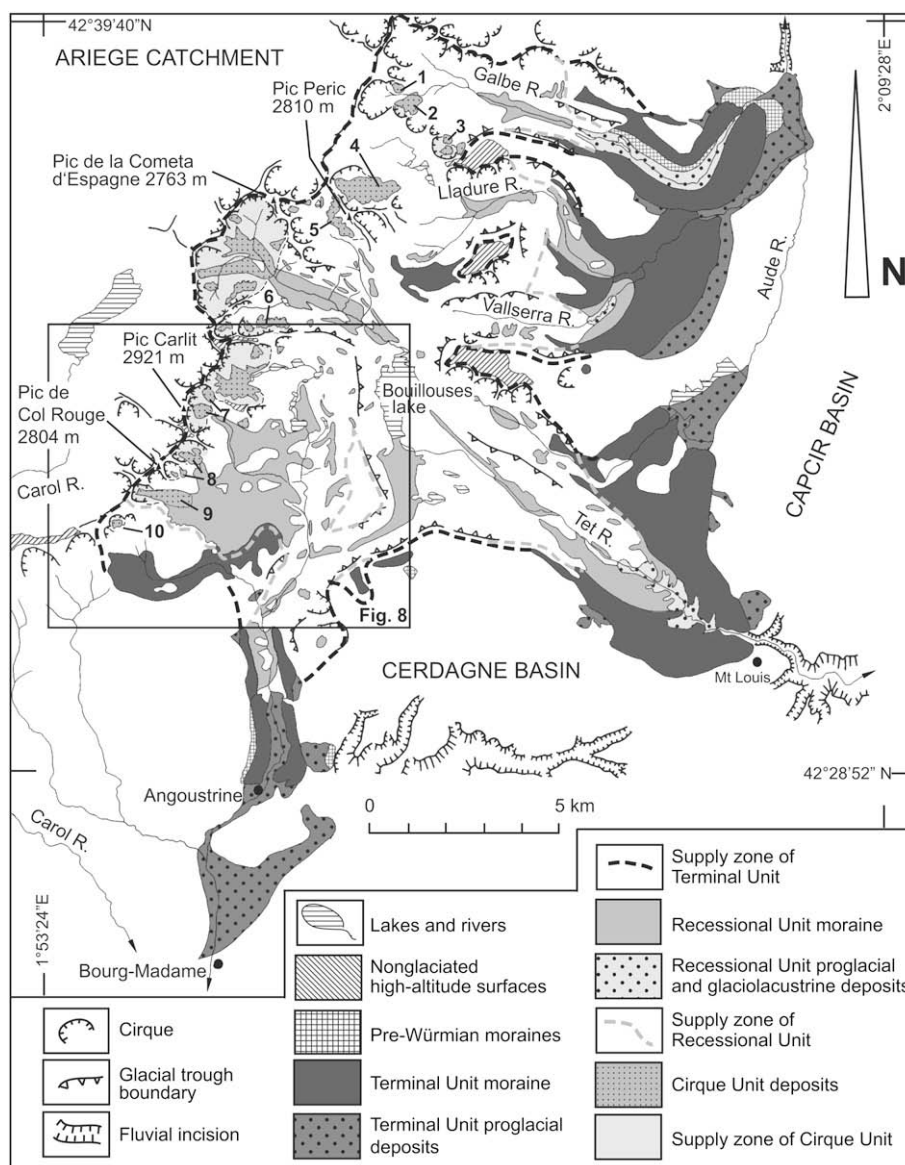 42°39'40"N
ARIEGE CATCHMENT
2°09'28"E
Galbe R.
Pic Peric
2810 m
1
2
3
4
Pic de la Cometa
d'Espagne 2763 m
Lladure R.
5
Aude R.
N
6
Vallserra R.
Pic Carlit
2921 m
Bouillouses
lake
Pic de
Col Rouge
2804 m
7
CAPCIR BASIN
Carol R.
8
9
10
Tet R.
Fig. 8
CERDAGNE BASIN
Mt Louis
42°28'52" N
Angoustrine
0
5 km
Carol R.
1°53'24"E
Bourg-Madame
Cirque
Glacial trough
boundary
Fluvial incision
Lakes and rivers
Nonglaciated
high-altitude surfaces
Pre-Würmian moraines
Terminal Unit moraine
Terminal Unit proglacial
deposits
Supply zone of
Terminal Unit
Recessional Unit moraine
Recessional Unit proglacial
and glaciolacustrine deposits
Supply zone of
Recessional Unit
Cirque Unit deposits
Supply zone of Cirque Unit